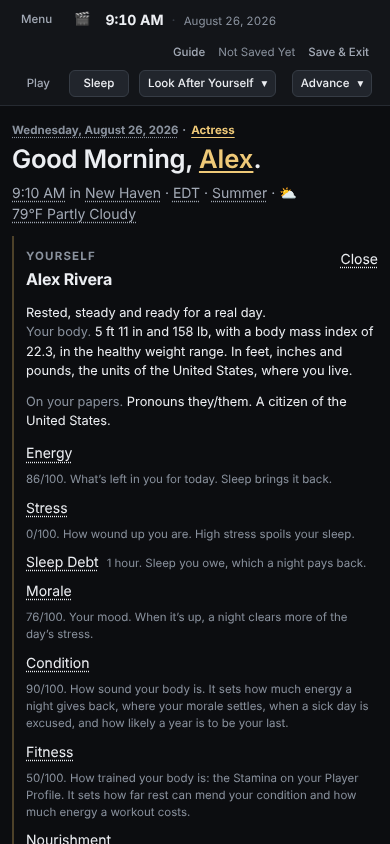 Menu 🎬 9:10 AM · August 26, 2026
Guide Not Saved Yet Save & Exit
Play Sleep Look After Yourself ▾ Advance ▾
Wednesday, August 26, 2026 · Actress
Good Morning, Alex.
9:10 AM in New Haven · EDT · Summer · ⛅
79°F Partly Cloudy
YOURSELF
Close
Alex Rivera
Rested, steady and ready for a real day.
Your body. 5 ft 11 in and 158 lb, with a body mass index of
22.3, in the healthy weight range. In feet, inches and
pounds, the units of the United States, where you live.
On your papers. Pronouns they/them. A citizen of the
United States.
Energy
86/100. What’s left in you for today. Sleep brings it back.
Stress
0/100. How wound up you are. High stress spoils your sleep.
Sleep Debt 1 hour. Sleep you owe, which a night pays back.
Morale
76/100. Your mood. When it’s up, a night clears more of the
day’s stress.
Condition
90/100. How sound your body is. It sets how much energy a
night gives back, where your morale settles, when a sick day is
excused, and how likely a year is to be your last.
Fitness
50/100. How trained your body is: the Stamina on your Player
Profile. It sets how far rest can mend your condition and how
much energy a workout costs.
Nourishment